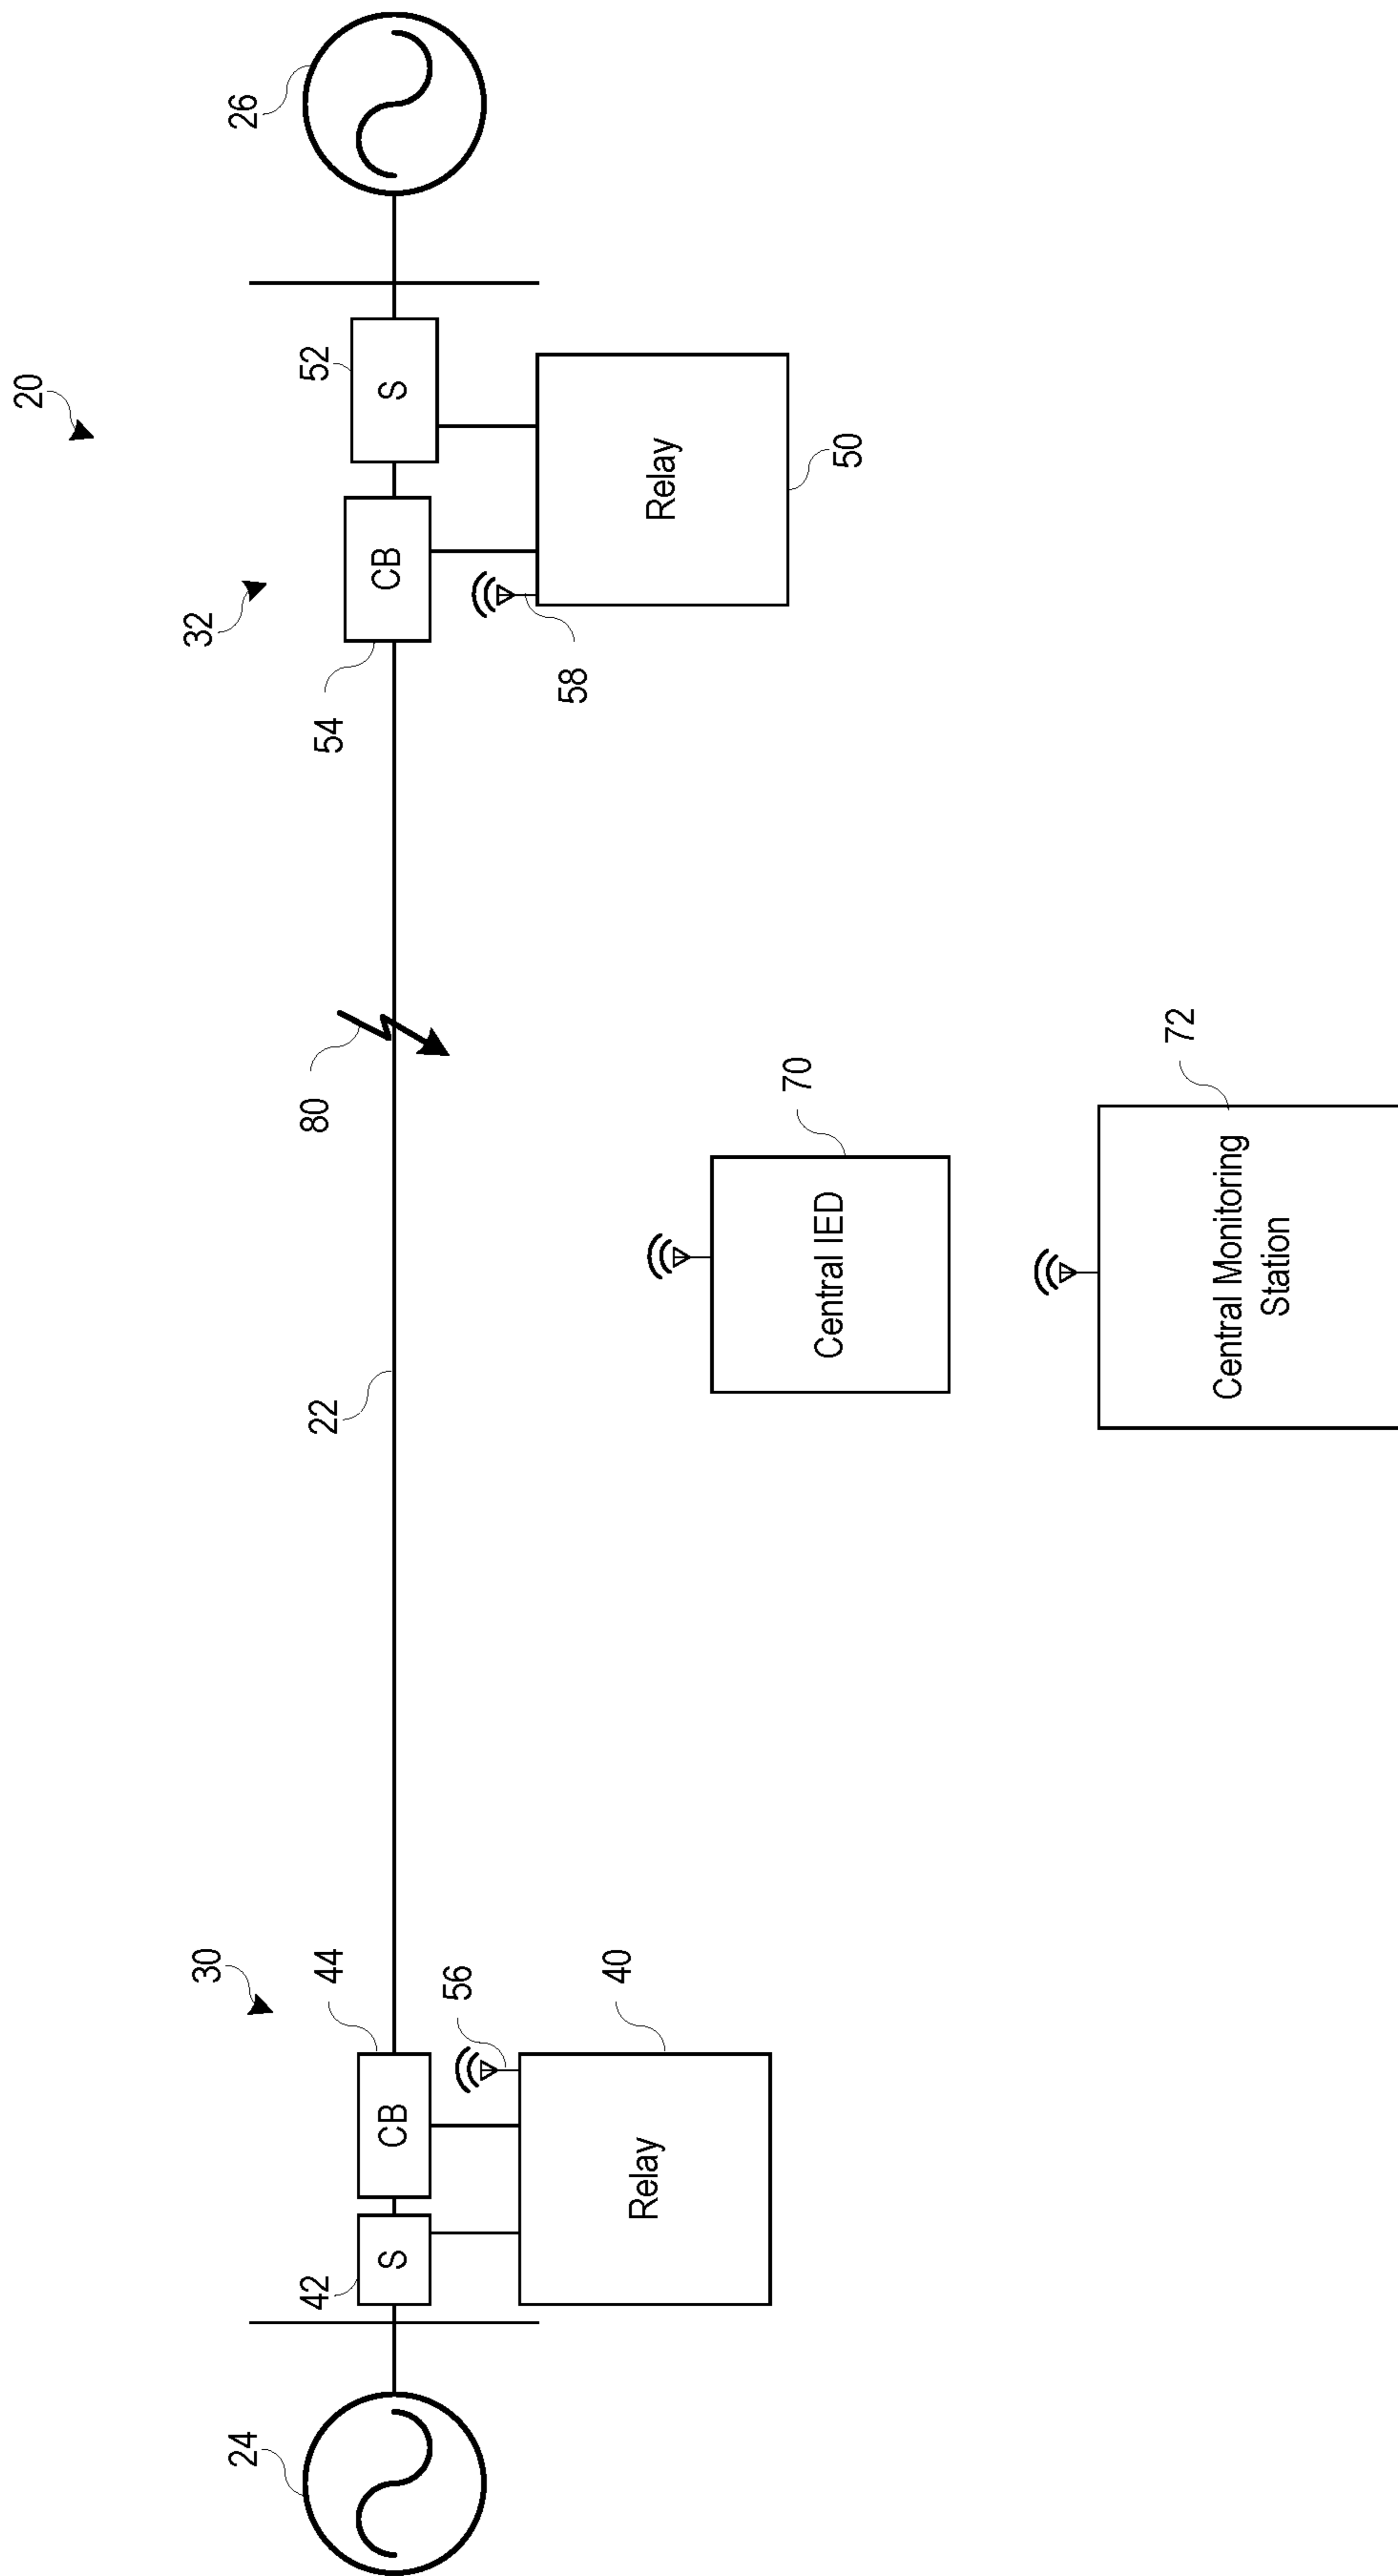 20
30
32
24
42
44
22
80
54
52
26
S
CB
CB
S
56
58
Relay
40
Relay
50
70
Central IED
72
Central Monitoring
Station